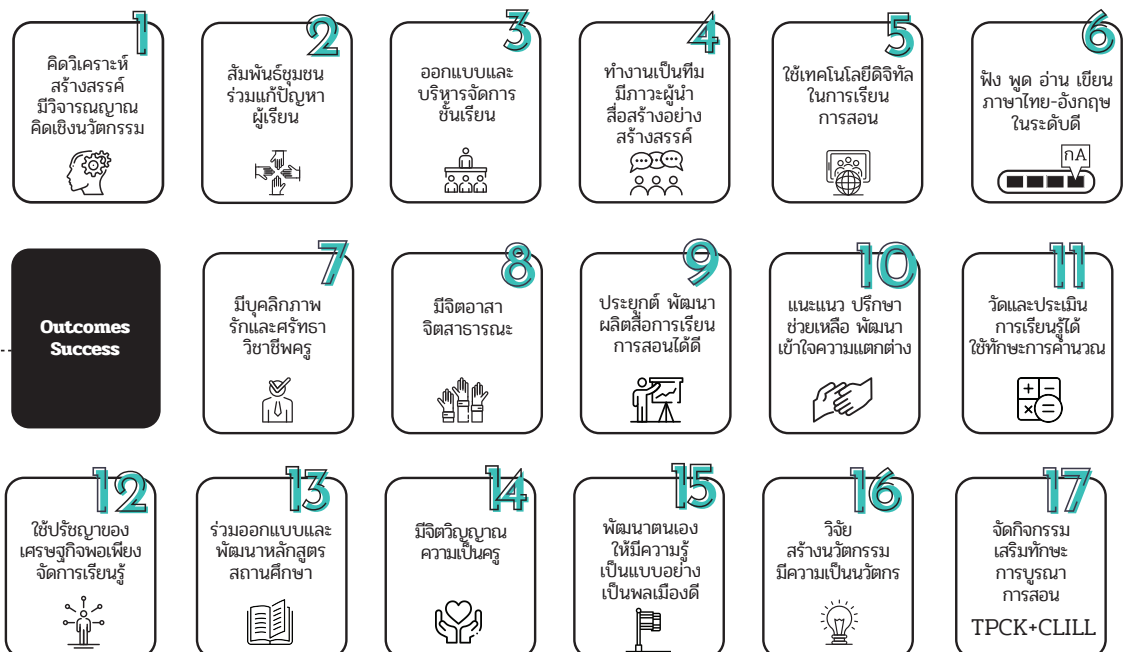 1
คิดวิเคราะห์
สร้างสรรค์
มีวิจารณญาณ
คิดเชิงนวัตกรรม
2
สัมพันธ์ชุมชน
ร่วมแก้ปัญหา
ผู้เรียน
3
ออกแบบและ
บริหารจัดการ
ชั้นเรียน
4
ทำงานเป็นทีม
มีภาวะผู้นำ
สื่อสร้างอย่าง
สร้างสรรค์
5
ใช้เทคโนโลยีดิจิทัล
ในการเรียน
การสอน
6
ฟัง พูด อ่าน เขียน
ภาษาไทย-อังกฤษ
ในระดับดี
กA
Outcomes
Success
7
มีบุคลิกภาพ
รักและศรัทธา
วิชาชีพครู
8
มีจิตอาสา
จิตสาธารณะ
9
ประยุกต์ พัฒนา
ผลิตสื่อการเรียน
การสอนได้ดี
10
แนะแนว ปรึกษา
ช่วยเหลือ พัฒนา
เข้าใจความแตกต่าง
11
วัดและประเมิน
การเรียนรู้ได้
ใช้ทักษะการคำนวณ
12
ใช้ปรัชญาของ
เศรษฐกิจพอเพียง
จัดการเรียนรู้
13
ร่วมออกแบบและ
พัฒนาหลักสูตร
สถานศึกษา
14
มีจิตวิญญาณ
ความเป็นครู
15
พัฒนาตนเอง
ให้มีความรู้
เป็นแบบอย่าง
เป็นพลเมืองดี
16
วิจัย
สร้างนวัตกรรม
มีความเป็นนวัตกร
17
จัดกิจกรรม
เสริมทักษะ
การบูรณา
การสอน
TPCK+CLILL